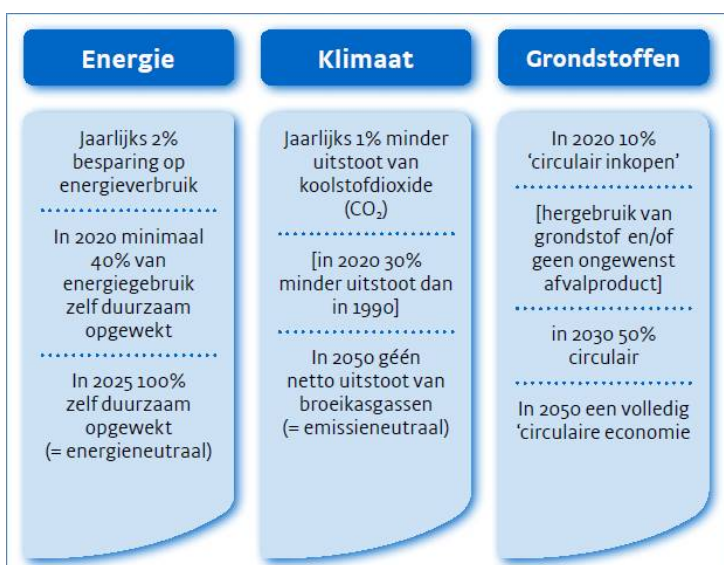 Energie
Jaarlijks 2%
besparing op
energieverbruik
In 2020 minimaal
40% van
energiegebruik
zelf duurzaam
opgewekt
In 2025 100%
zelf duurzaam
opgewekt
(= energieneutraal)
Klimaat
Jaarlijks 1% minder
uitstoot van
koolstofdioxide
(CO₂)
[in 2020 30%
minder uitstoot dan
in 1990]
In 2050 géén
netto uitstoot van
broeikasgassen
(= emissieneutraal)
Grondstoffen
In 2020 10%
‘circulair inkopen’
[hergebruik van
grondstof en/of
geen ongewenst
afvalproduct]
in 2030 50%
circulair
In 2050 een volledig
‘circulaire economie